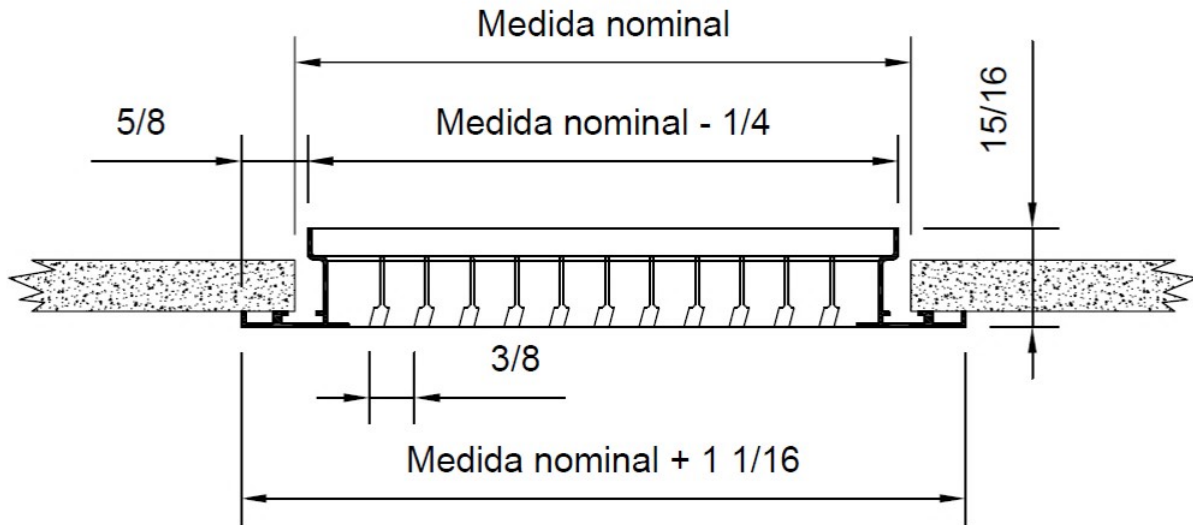 Medida nominal
5/8
Medida nominal - 1/4
15/16
3/8
Medida nominal + 1 1/16